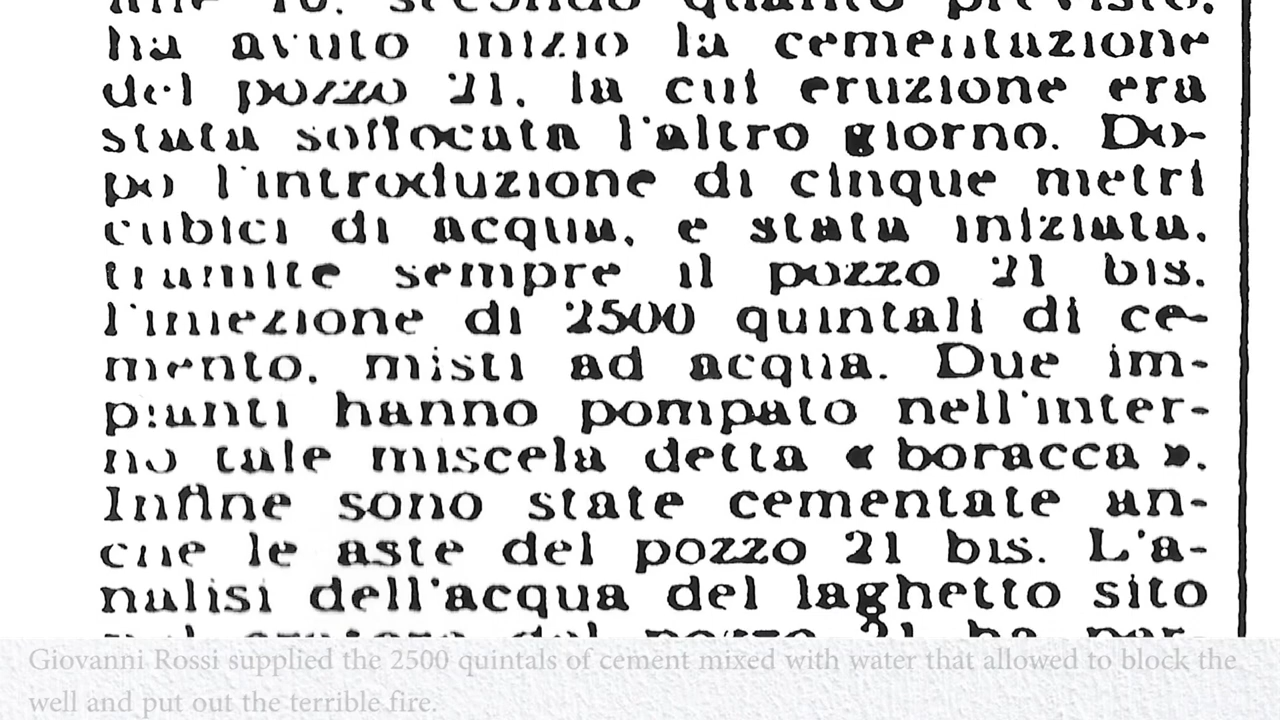 ha avuto inizio la cementazione
del pozzo 21, la cui eruzione era
stata soffocata l'altro giorno. Do-
po l'introduzione di cinque metri
cubici di acqua, e stata iniziata,
tramite sempre il pozzo 21 bis,
l'iniezione di 2500 quintali di ce-
mento, misti ad acqua. Due im-
pianti hanno pompato nell'inter-
no tale miscela detta « boracca ».
Infine sono state cementate an-
che le aste del pozzo 21 bis. L'a-
nalisi dell'acqua del laghetto sito
Giovanni Rossi supplied the 2500 quintals of cement mixed with water that allowed to block the
well and put out the terrible fire.